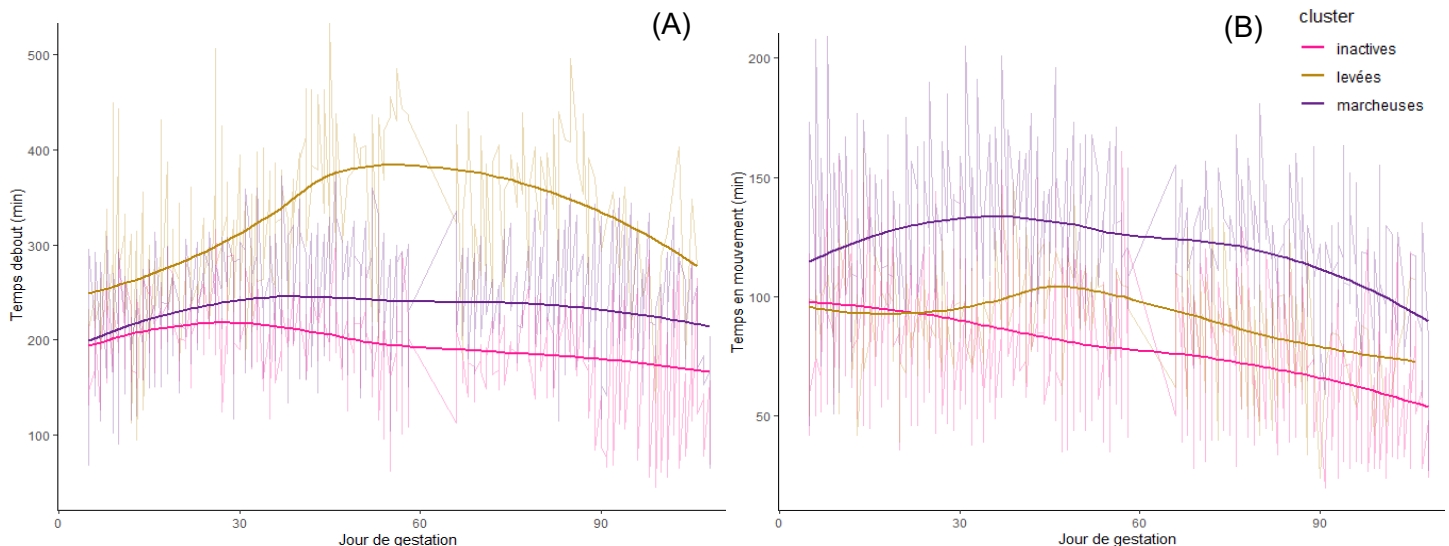 (A)
Temps debout (min)
500
400
300
200
100
0
30
60
90
Jour de gestation
(B)
Temps en mouvement (min)
200
150
100
50
0
30
60
90
Jour de gestation
cluster
inactives
levées
marcheuses